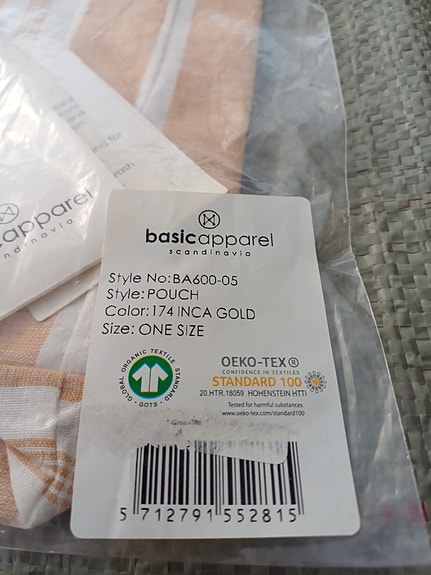 basicapparel
scandinavia
basicapparel
scandinavia
Style No:BA600-05
Style:POUCH
Color:174 INCA GOLD
Size: ONE SIZE
GLOBAL ORGANIC TEXTILE STANDARD
· GOTS ·
OEKO-TEX®
CONFIDENCE IN TEXTILES
STANDARD 100
20.HTR.18059 HOHENSTEIN HTTI
Tested for harmful substances
www.oeko-tex.com/standard100
5 712791 552815